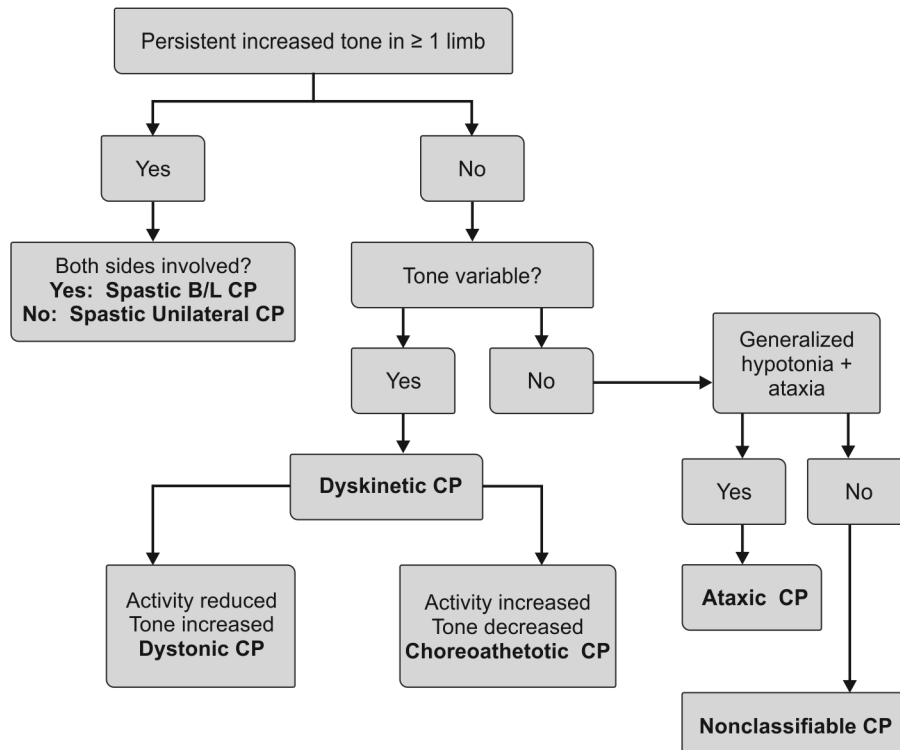 Persistent increased tone in ≥ 1 limb
Yes
No
Both sides involved?
Yes: Spastic B/L CP
No: Spastic Unilateral CP
Tone variable?
Yes
No
Generalized
hypotonia +
ataxia
Dyskinetic CP
Yes
No
Activity reduced
Tone increased
Dystonic CP
Activity increased
Tone decreased
Choreoathetotic CP
Ataxic CP
Nonclassifiable CP